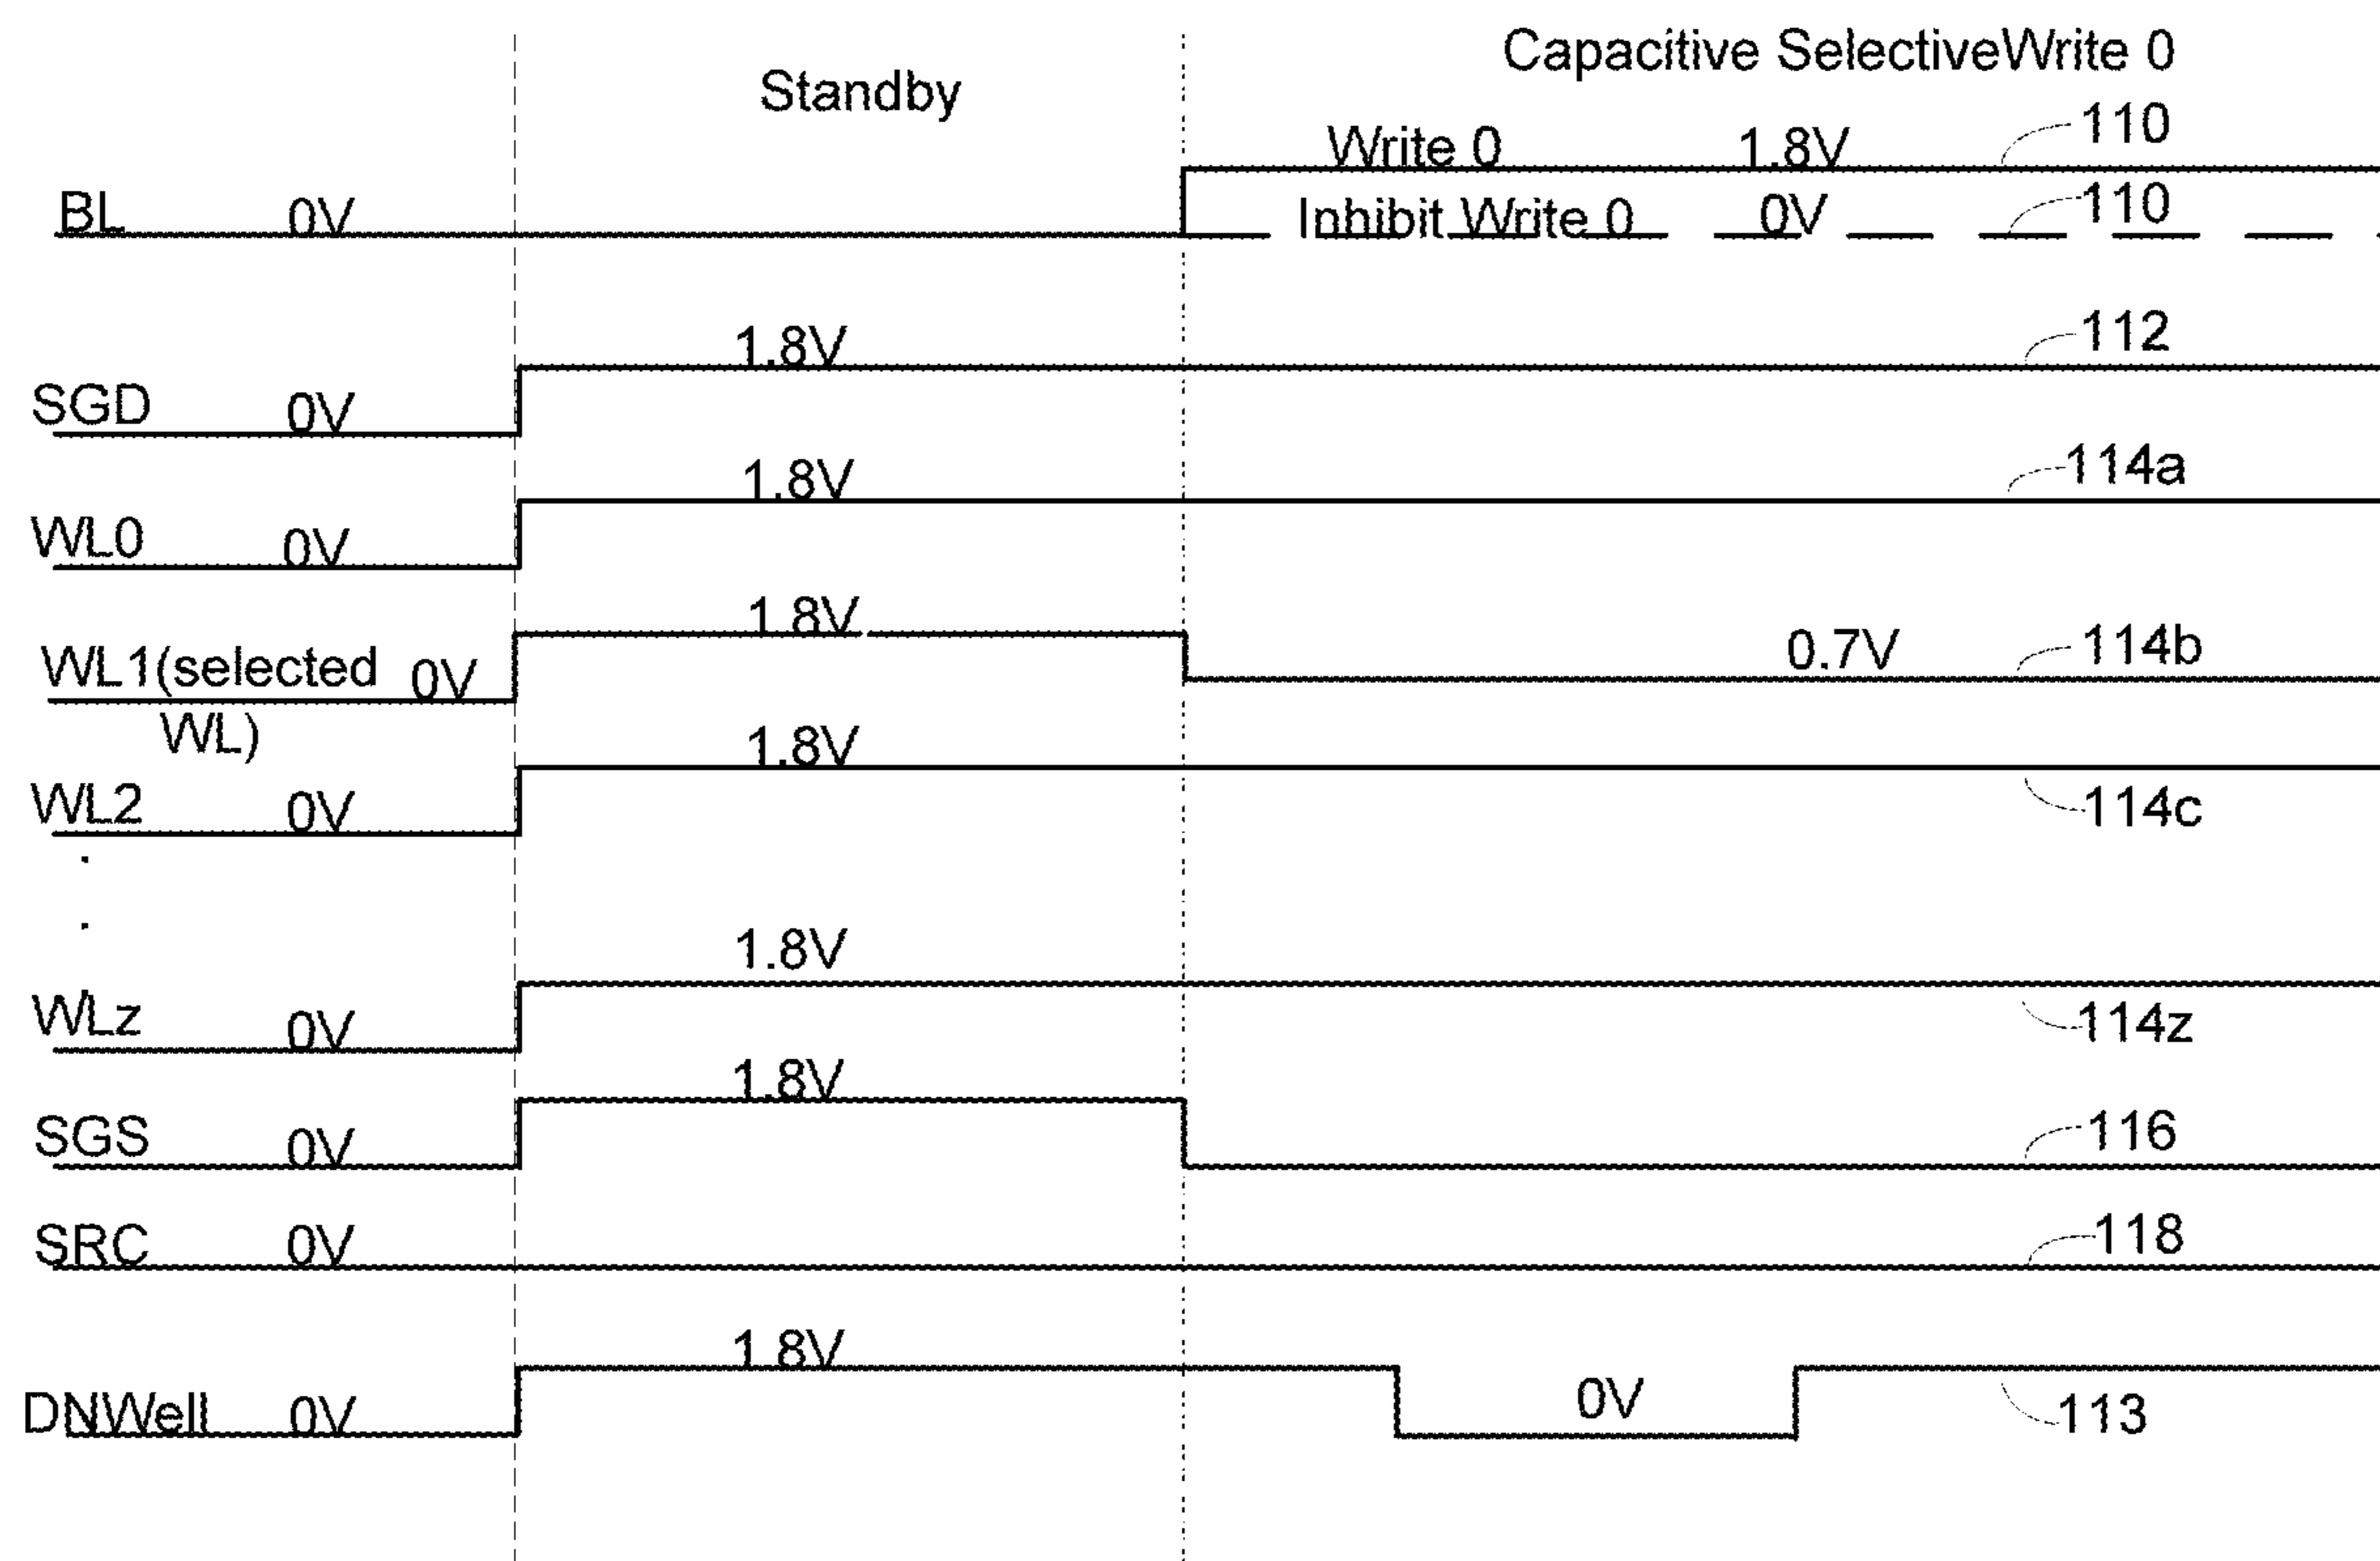 Capacitive SelectiveWrite 0
Standby
Write 0 1.8V 110
BL 0V Inhibit Write 0 0V 110
1.8V 112
SGD 0V
1.8V 114a
WL0 0V
1.8V
WL1(selected 0V 0.7V 114b
WL)
1.8V
WL2 0V 114c
.
.
1.8V
WLz 0V 114z
1.8V
SGS 0V 116
SRC 0V 118
1.8V
DNWell 0V 0V 113